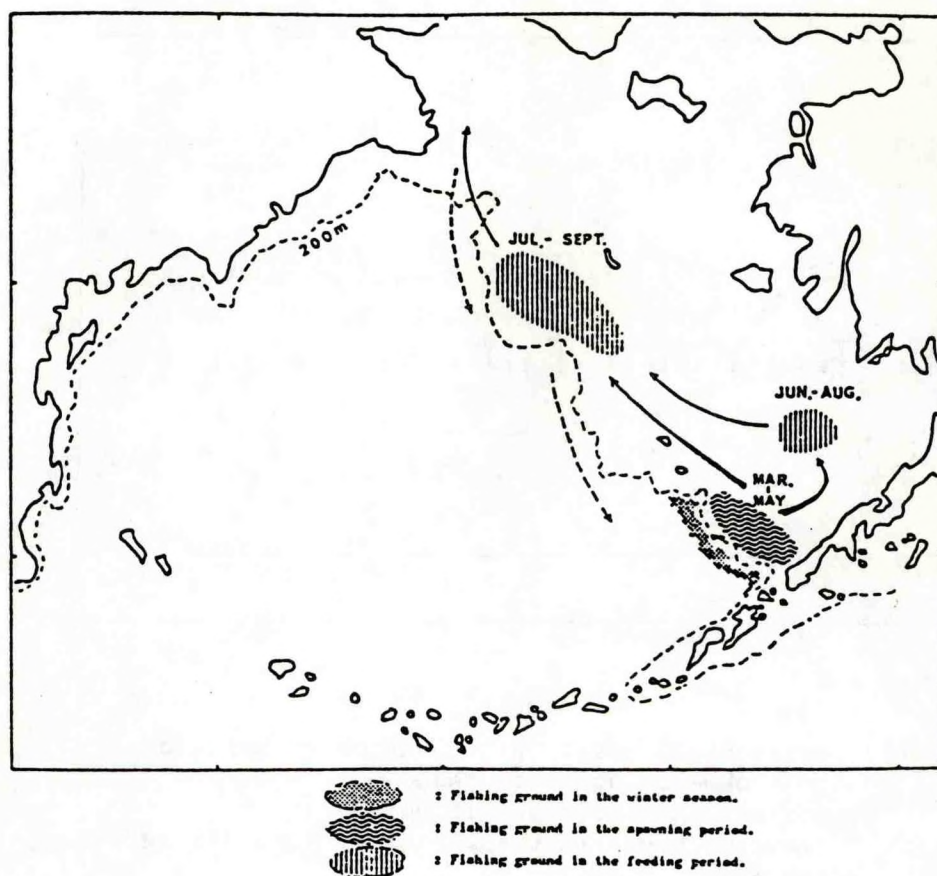 200m
JUL.- SEPT.
JUN.-AUG.
MAR.
MAY
: Fishing ground in the winter season.
: Fishing ground in the spawning period.
: Fishing ground in the feeding period.